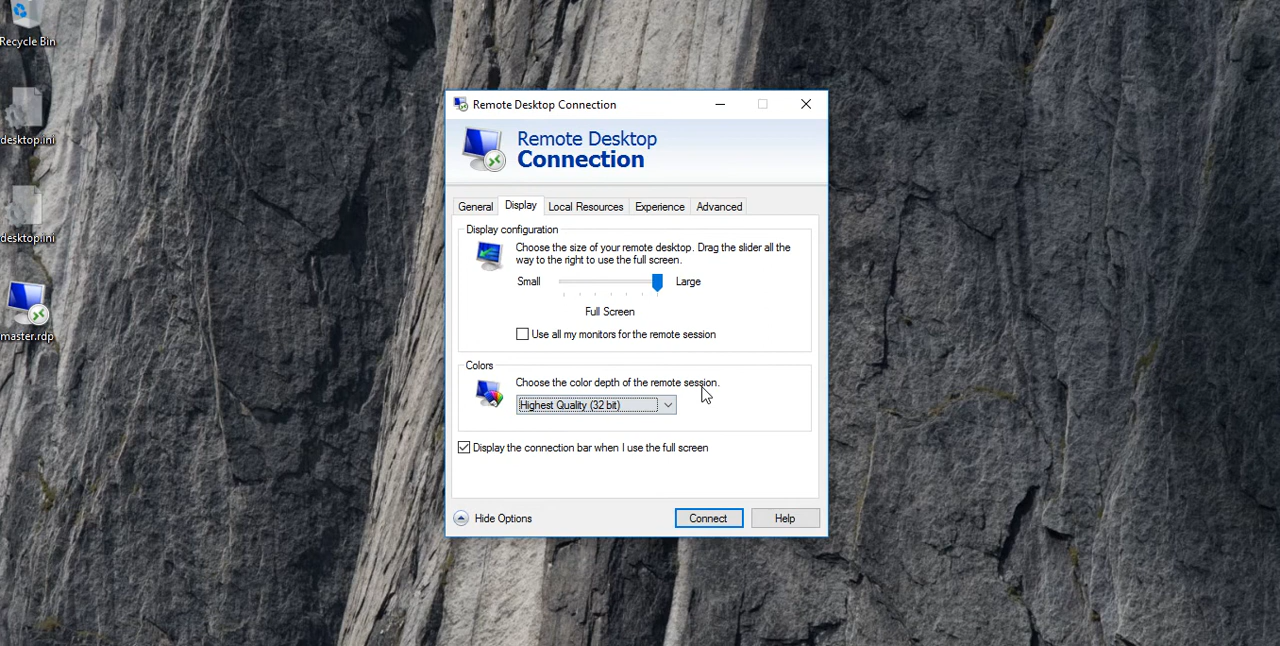 Recycle Bin
desktop.ini
desktop.ini
master.rdp
Remote Desktop Connection
Remote Desktop
Connection
General Display Local Resources Experience Advanced
Display configuration
Choose the size of your remote desktop. Drag the slider all the
way to the right to use the full screen.
Small Large
Full Screen
Use all my monitors for the remote session
Colors
Choose the color depth of the remote session.
Highest Quality (32 bit)
Display the connection bar when I use the full screen
Hide Options Connect Help